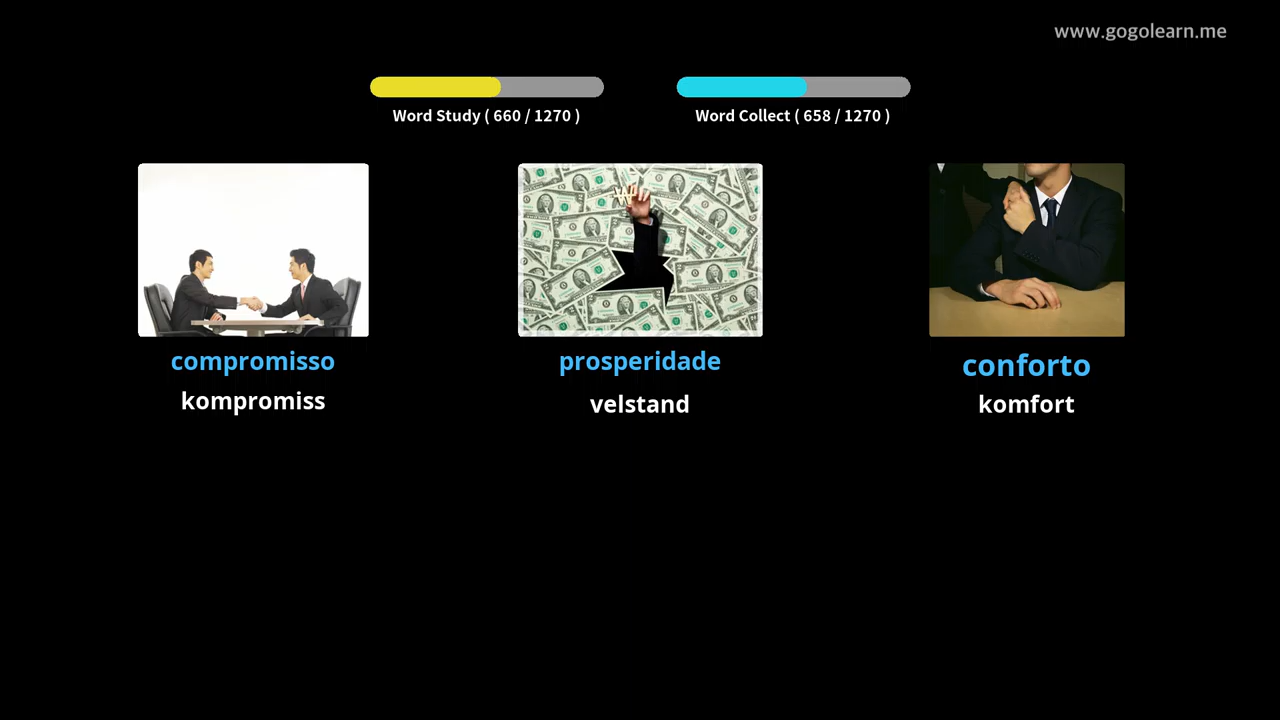 www.gogolearn.me
Word Study ( 660 / 1270 )
Word Collect ( 658 / 1270 )
compromisso
kompromiss
prosperidade
velstand
conforto
komfort